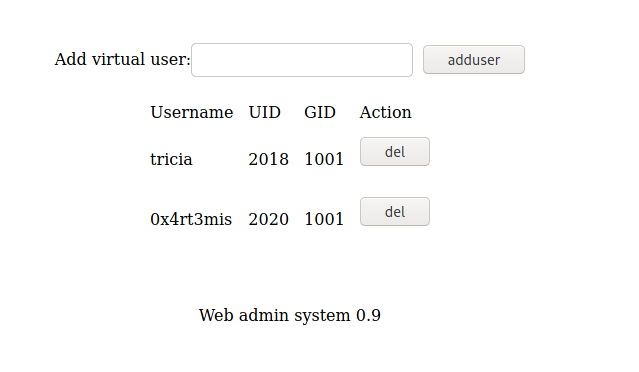 Add virtual user: adduser
Username UID GID Action
tricia 2018 1001 del
0x4rt3mis 2020 1001 del
Web admin system 0.9